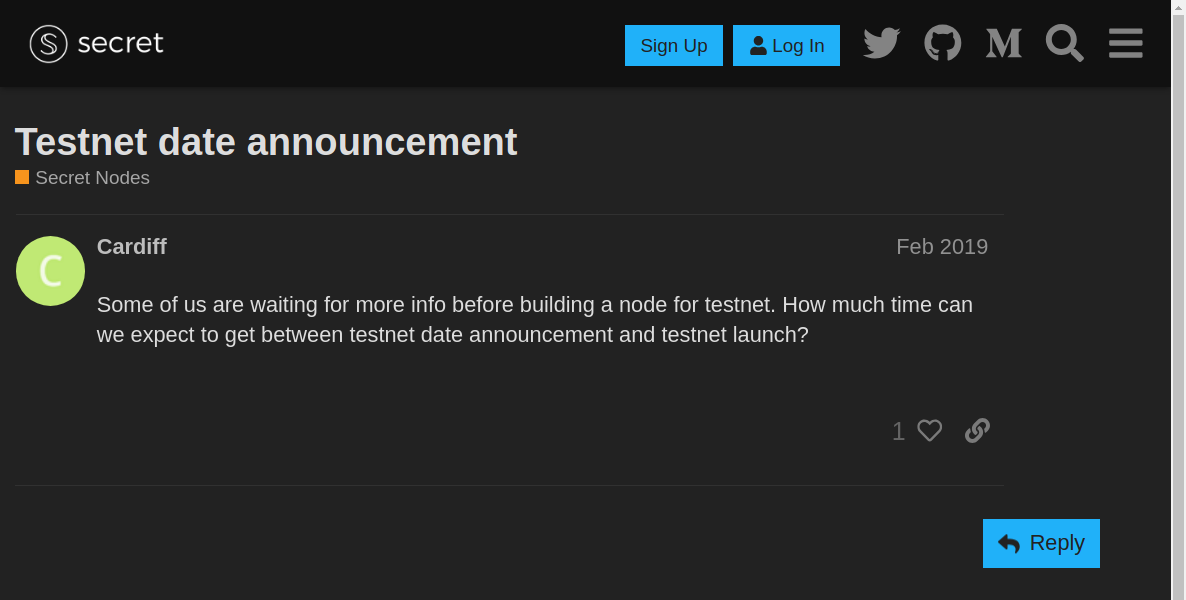 secret
Sign Up
Log In
Testnet date announcement
Secret Nodes
C
Cardiff
Feb 2019
Some of us are waiting for more info before building a node for testnet. How much time can
we expect to get between testnet date announcement and testnet launch?
1
Reply